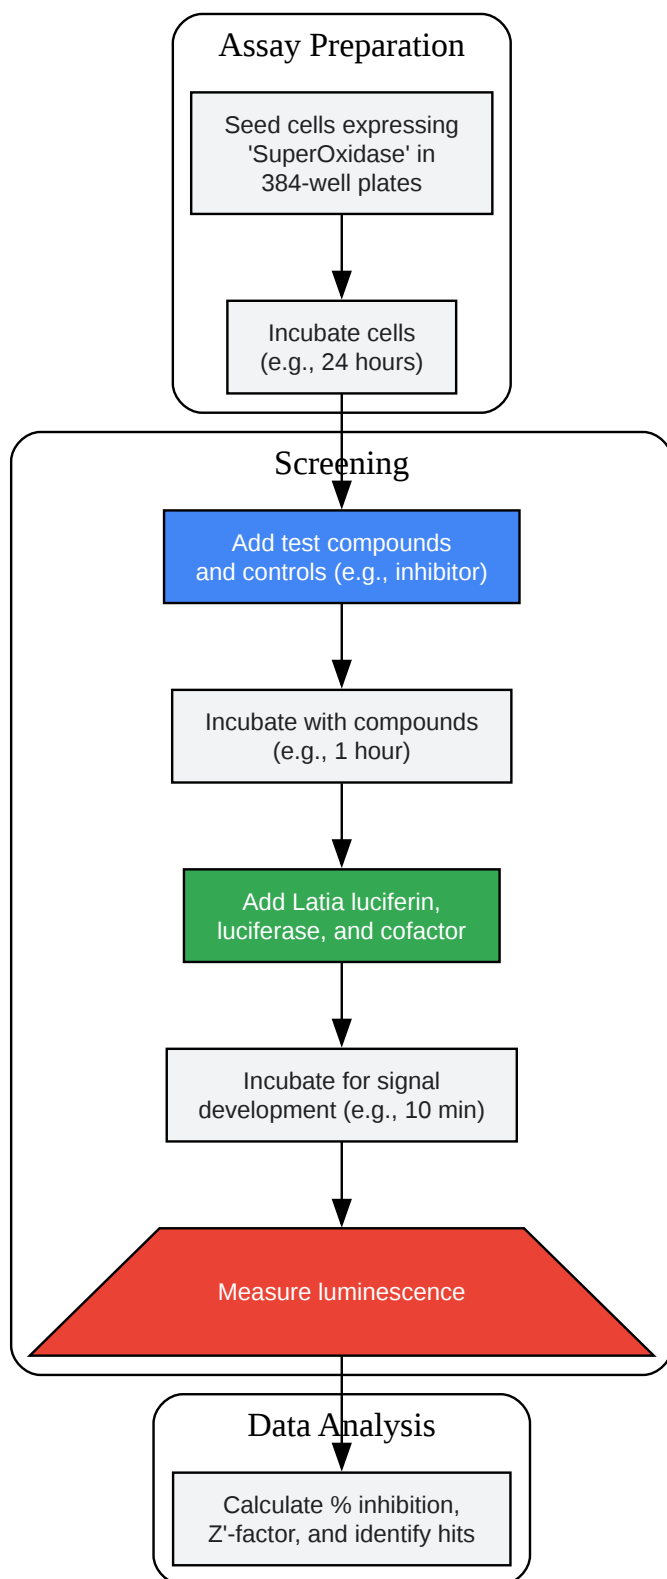 Assay Preparation
Seed cells expressing
'SuperOxidase' in
384-well plates
Incubate cells
(e.g., 24 hours)
Screening
Add test compounds
and controls (e.g., inhibitor)
Incubate with compounds
(e.g., 1 hour)
Add Latia luciferin,
luciferase, and cofactor
Incubate for signal
development (e.g., 10 min)
Measure luminescence
Data Analysis
Calculate % inhibition,
Z'-factor, and identify hits